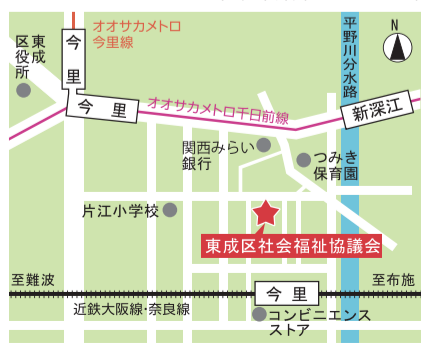 オオサカメトロ
今里線
平野川分水路
N
東成
区役所
今里
今里
オオサカメトロ千日前線
新深江
関西みらい
銀行
つみき
保育園
片江小学校
東成区社会福祉協議会
至難波
今里
至布施
近鉄大阪線・奈良線
コンビニエンス
ストア